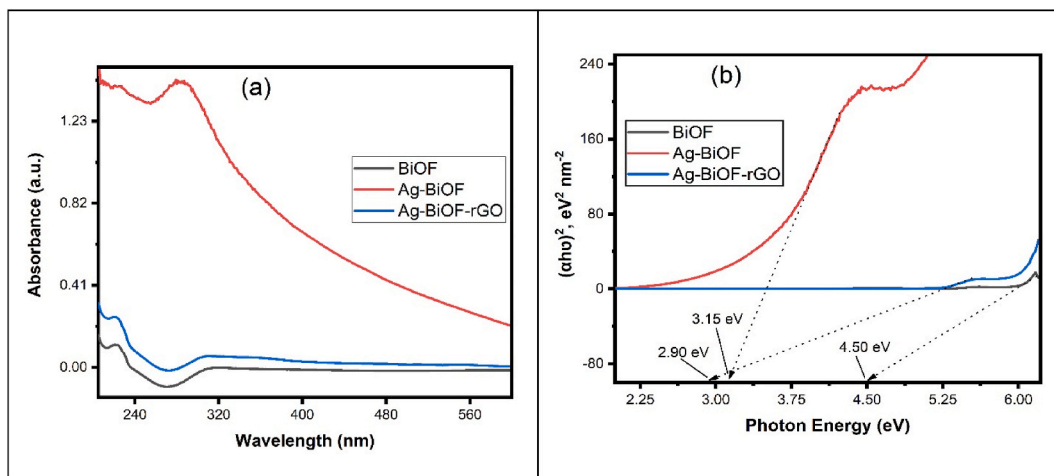 (a)
1.23
0.82
0.41
0.00
Absorbance (a.u.)
BiOF
Ag-BiOF
Ag-BiOF-rGO
240 320 400 480 560
Wavelength (nm)
(b)
240
160
80
0
-80
(αhυ)², eV² nm⁻²
BiOF
Ag-BiOF
Ag-BiOF-rGO
3.15 eV
2.90 eV
4.50 eV
2.25 3.00 3.75 4.50 5.25 6.00
Photon Energy (eV)